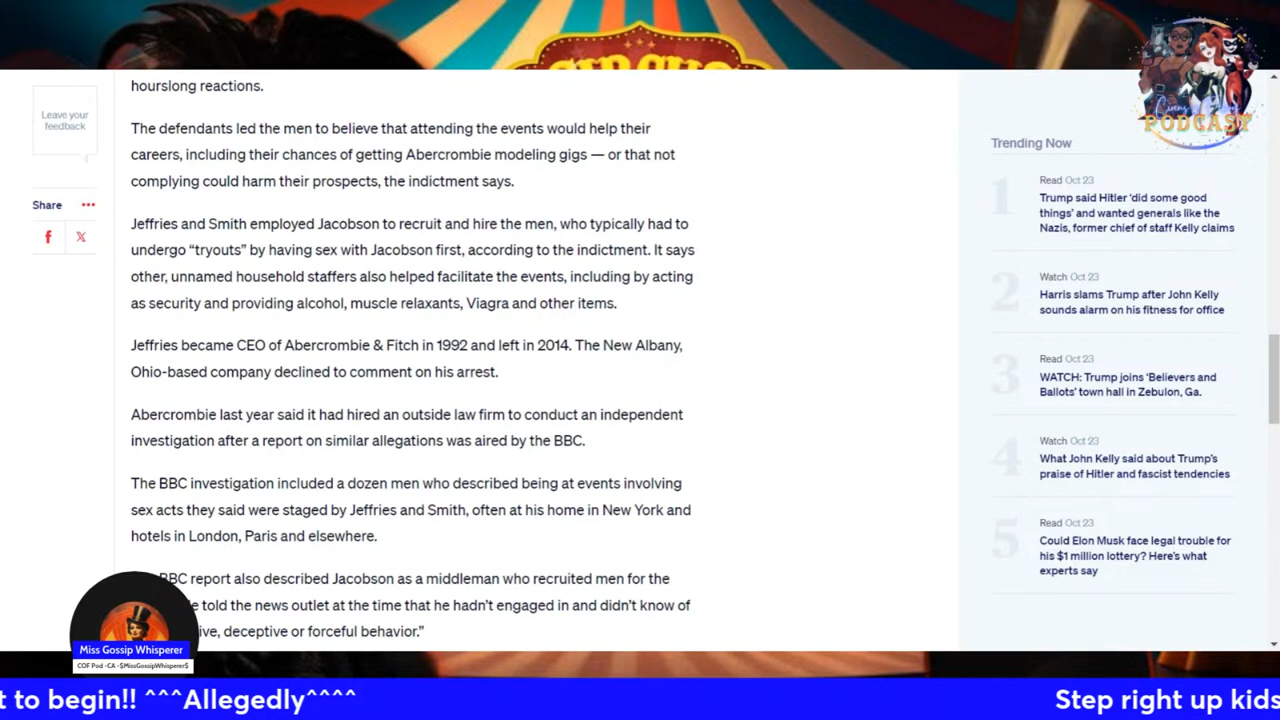 hourslong reactions.
The defendants led the men to believe that attending the events would help their
careers, including their chances of getting Abercrombie modeling gigs — or that not
complying could harm their prospects, the indictment says.
Jeffries and Smith employed Jacobson to recruit and hire the men, who typically had to
undergo “tryouts” by having sex with Jacobson first, according to the indictment. It says
other, unnamed household staffers also helped facilitate the events, including by acting
as security and providing alcohol, muscle relaxants, Viagra and other items.
Jeffries became CEO of Abercrombie & Fitch in 1992 and left in 2014. The New Albany,
Ohio-based company declined to comment on his arrest.
Abercrombie last year said it had hired an outside law firm to conduct an independent
investigation after a report on similar allegations was aired by the BBC.
The BBC investigation included a dozen men who described being at events involving
sex acts they said were staged by Jeffries and Smith, often at his home in New York and
hotels in London, Paris and elsewhere.
BBC report also described Jacobson as a middleman who recruited men for the
told the news outlet at the time that he hadn’t engaged in and didn’t know of
ive, deceptive or forceful behavior.”
Leave your
feedback
Share
Trending Now
1
Read Oct 23
Trump said Hitler ‘did some good
things’ and wanted generals like the
Nazis, former chief of staff Kelly claims
2
Watch Oct 23
Harris slams Trump after John Kelly
sounds alarm on his fitness for office
3
Read Oct 23
WATCH: Trump joins ‘Believers and
Ballots’ town hall in Zebulon, Ga.
4
Watch Oct 23
What John Kelly said about Trump’s
praise of Hitler and fascist tendencies
5
Read Oct 23
Could Elon Musk face legal trouble for
his $1 million lottery? Here’s what
experts say
PODCAST
Miss Gossip Whisperer
COF Pod -CA -$MissGossipWhisperer$
t to begin!! ^^^Allegedly^^^^
Step right up kids